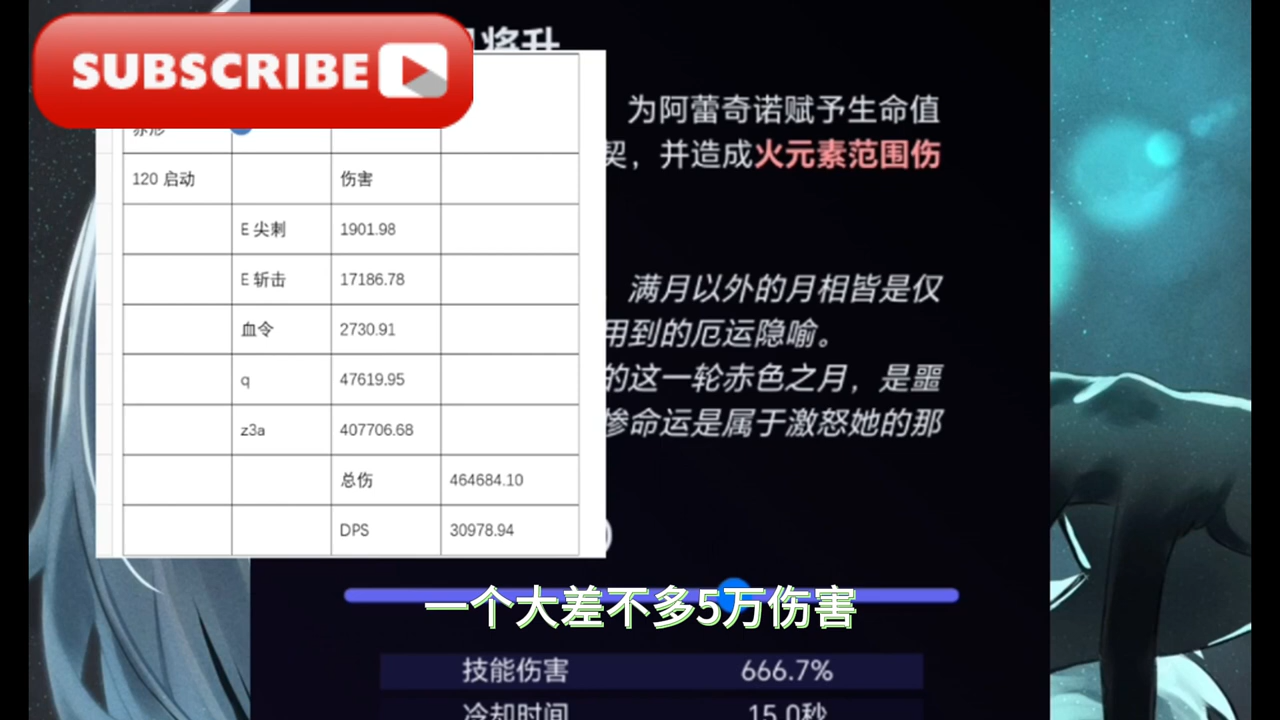 SUBSCRIBE
将升
为阿蕾奇诺赋予生命值
契，并造成火元素范围伤
120 启动 伤害
E 尖刺 1901.98
E 斩击 17186.78
血令 2730.91
q 47619.95
z3a 407706.68
总伤 464684.10
DPS 30978.94
满月以外的月相皆是仅
用到的厄运隐喻。
的这一轮赤色之月，是噩
惨命运是属于激怒她的那
一个大差不多5万伤害
技能伤害 666.7%
冷却时间 15.0秒